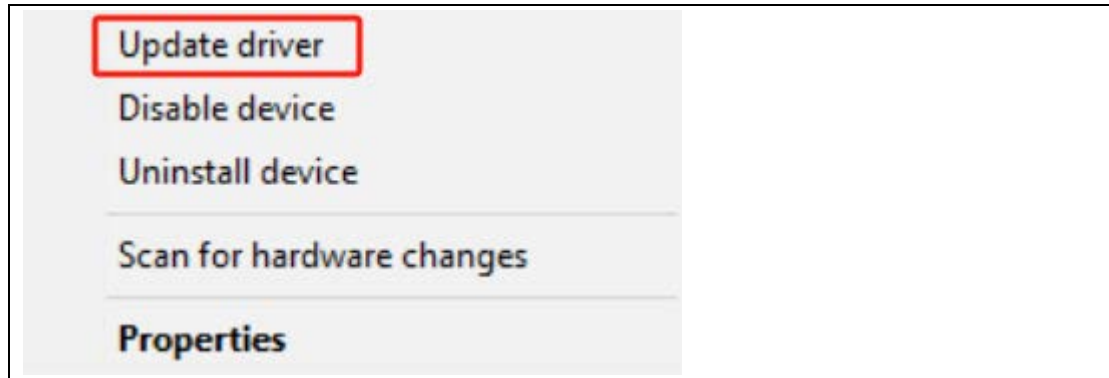 Update driver
Disable device
Uninstall device
Scan for hardware changes
Properties